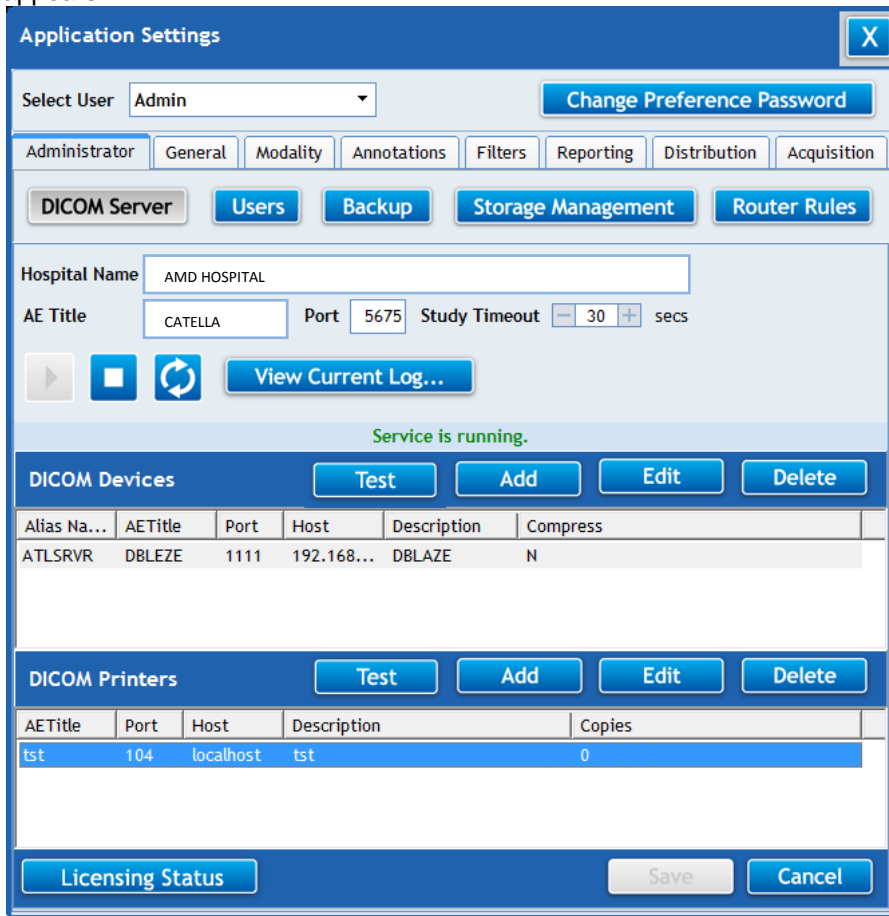 Application Settings X
Select User Admin Change Preference Password
Administrator General Modality Annotations Filters Reporting Distribution Acquisition
DICOM Server Users Backup Storage Management Router Rules
Hospital Name AMD HOSPITAL
AE Title CATELLA Port 5675 Study Timeout − 30 + secs
View Current Log...
Service is running.
DICOM Devices Test Add Edit Delete
Alias Na... AETitle Port Host Description Compress
ATLSRVR DBLEZE 1111 192.168... DBLAZE N
DICOM Printers Test Add Edit Delete
AETitle Port Host Description Copies
tst 104 localhost tst 0
Licensing Status Save Cancel